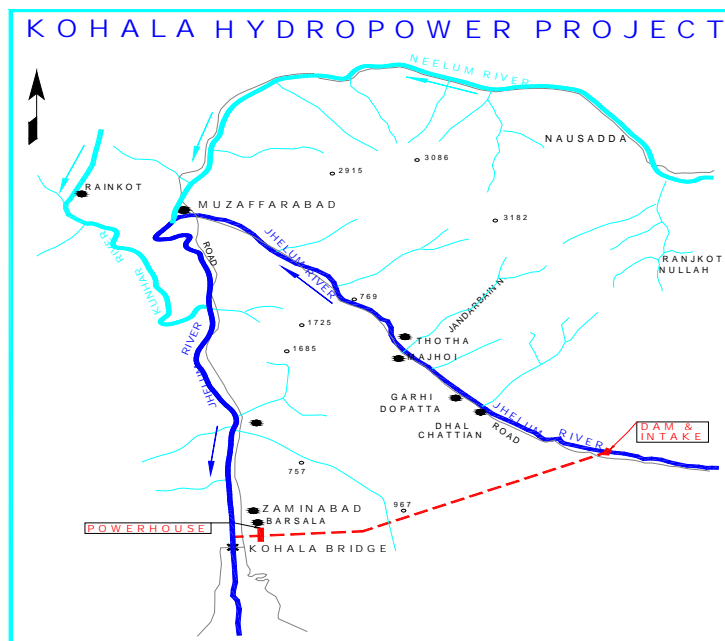 KOHALA HYDROPOWER PROJECT
NEELUM RIVER
NAUSADDA
3086
2915
RAINKOT
MUZAFFARABAD
3182
ROAD
JHELUM RIVER
RANJKOT
NULLAH
KUNHAR
RIVER
769
JANDARBAIN N
1725
THOTHA
1685
MAJHOI
RIVER
JHELUM
GARHI
DOPATTA
JHELUM RIVER
DHAL
CHATTIAN
ROAD
DAM &
INTAKE
757
967
ZAMINABAD
BARSALA
POWERHOUSE
KOHALA BRIDGE